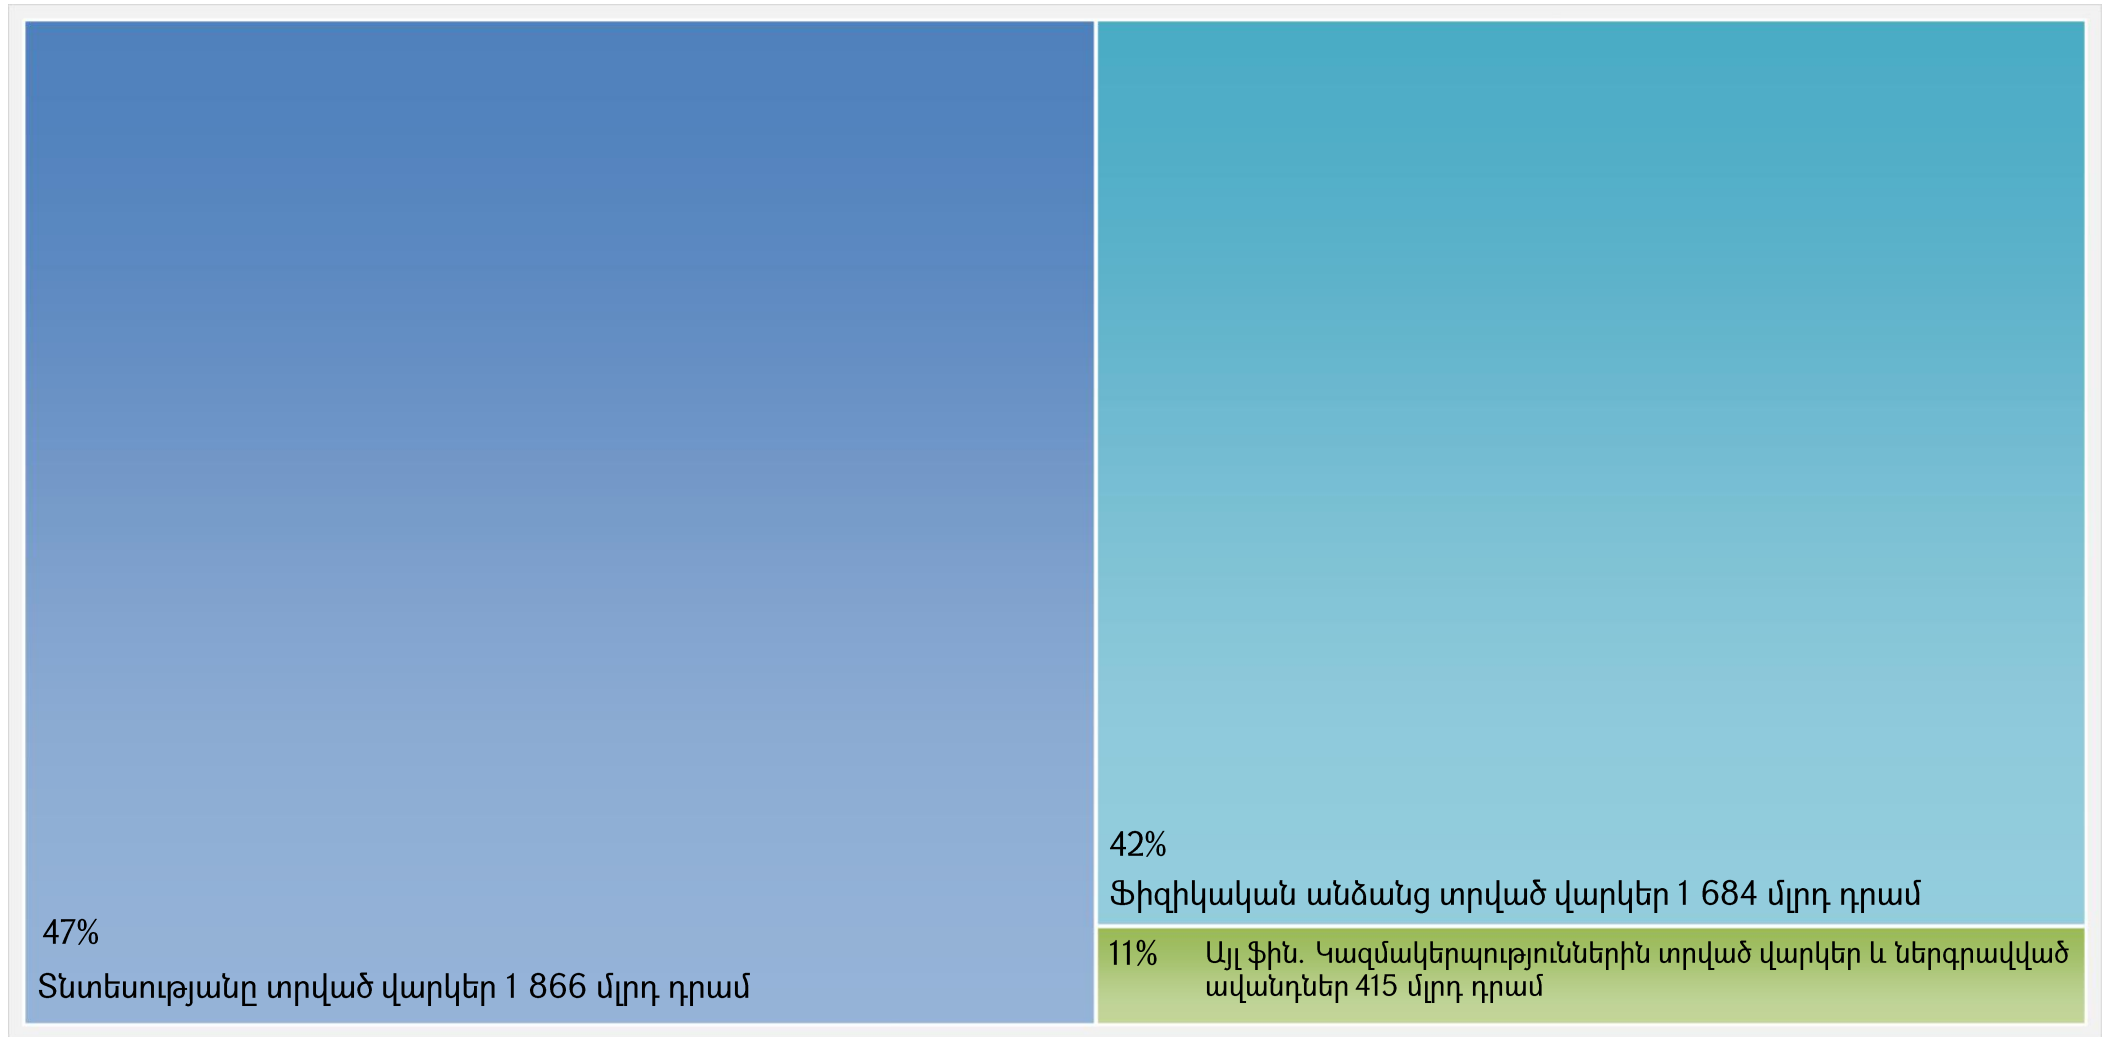 47%
Տնտեսությանը տրված վարկեր 1 866 մլրդ դրամ
42%
Ֆիզիկական անձանց տրված վարկեր 1 684 մլրդ դրամ
11% Այլ ֆին. Կազմակերպություններին տրված վարկեր և ներգրավված
ավանդներ 415 մլրդ դրամ